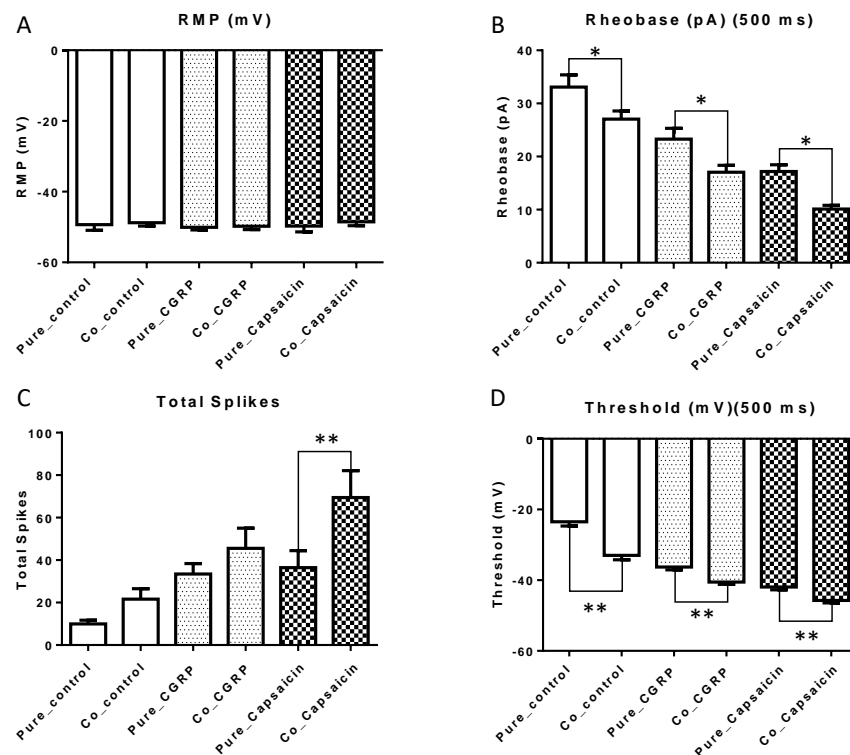 A
RMP (mV)
0
-20
-40
-60
RMP (mV)
Pure_control
Co_control
Pure_CGRP
Co_CGRP
Pure_Capsaicin
Co_Capsaicin
B
Rheobase (pA) (500 ms)
40
30
20
10
0
Rheobase (pA)
*
*
*
Pure_control
Co_control
Pure_CGRP
Co_CGRP
Pure_Capsaicin
Co_Capsaicin
C
Total Spikes
100
80
60
40
20
0
Total Spikes
**
Pure_control
Co_control
Pure_CGRP
Co_CGRP
Pure_Capsaicin
Co_Capsaicin
D
Threshold (mV)(500 ms)
0
-20
-40
-60
Threshold (mV)
**
**
**
Pure_control
Co_control
Pure_CGRP
Co_CGRP
Pure_Capsaicin
Co_Capsaicin